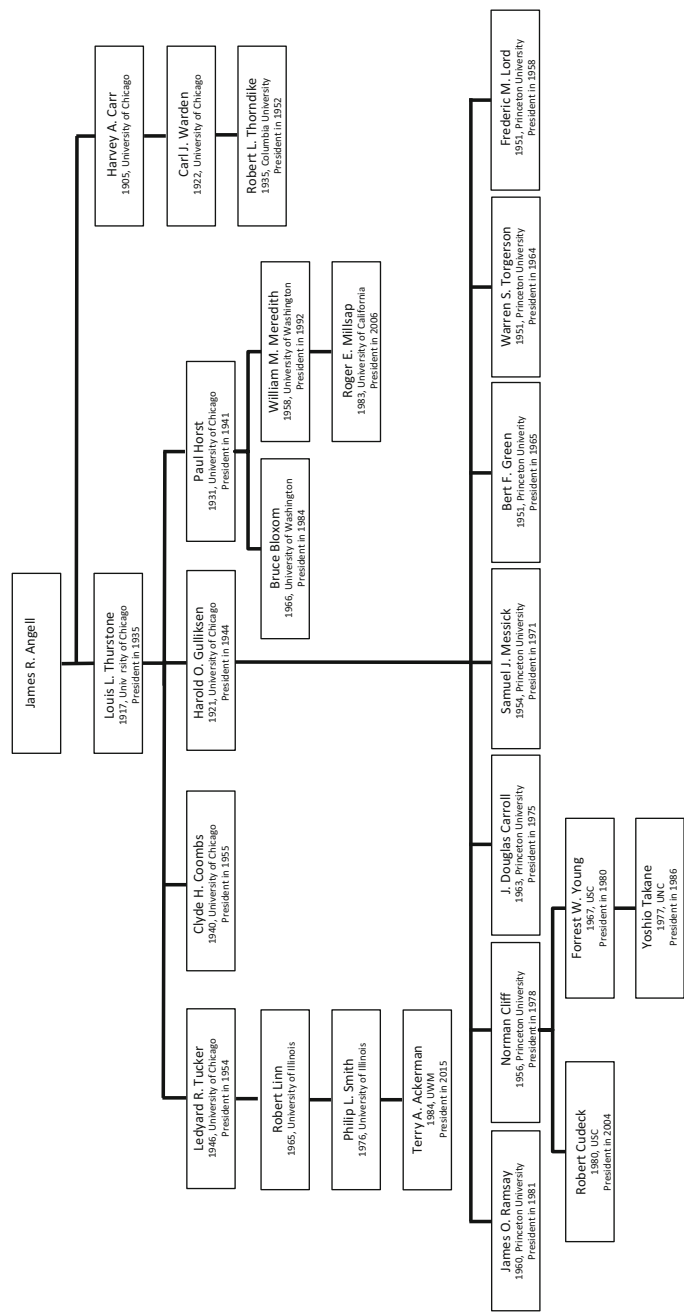 James R. Angell
Louis L. Thurstone
1917, Univ rsity of Chicago
President in 1935
Harvey A. Carr
1905, University of Chicago
Ledyard R. Tucker
1946, University of Chicago
President in 1954
Clyde H. Coombs
1940, University of Chicago
President in 1955
Harold O. Gulliksen
1921, University of Chicago
President in 1944
Paul Horst
1931, University of Chicago
President in 1941
Carl J. Warden
1922, University of Chicago
Robert Linn
1965, University of Illinois
Bruce Bloxom
1966, University of Washington
President in 1984
William M. Meredith
1958, University of Washington
President in 1992
Robert L. Thorndike
1935, Columbia University
President in 1952
Philip L. Smith
1976, University of Illinois
Roger E. Millsap
1983, University of California
President in 2006
Terry A. Ackerman
1984, UWM
President in 2015
James O. Ramsay
1960, Princeton University
President in 1981
Norman Cliff
1956, Princeton University
President in 1978
J. Douglas Carroll
1963, Princeton University
President in 1975
Samuel J. Messick
1954, Princeton University
President in 1971
Bert F. Green
1951, Princeton Univerity
President in 1965
Warren S. Torgerson
1951, Princeton University
President in 1964
Frederic M. Lord
1951, Princeton University
President in 1958
Robert Cudeck
1980, USC
President in 2004
Forrest W. Young
1967, USC
President in 1980
Yoshio Takane
1977, UNC
President in 1986